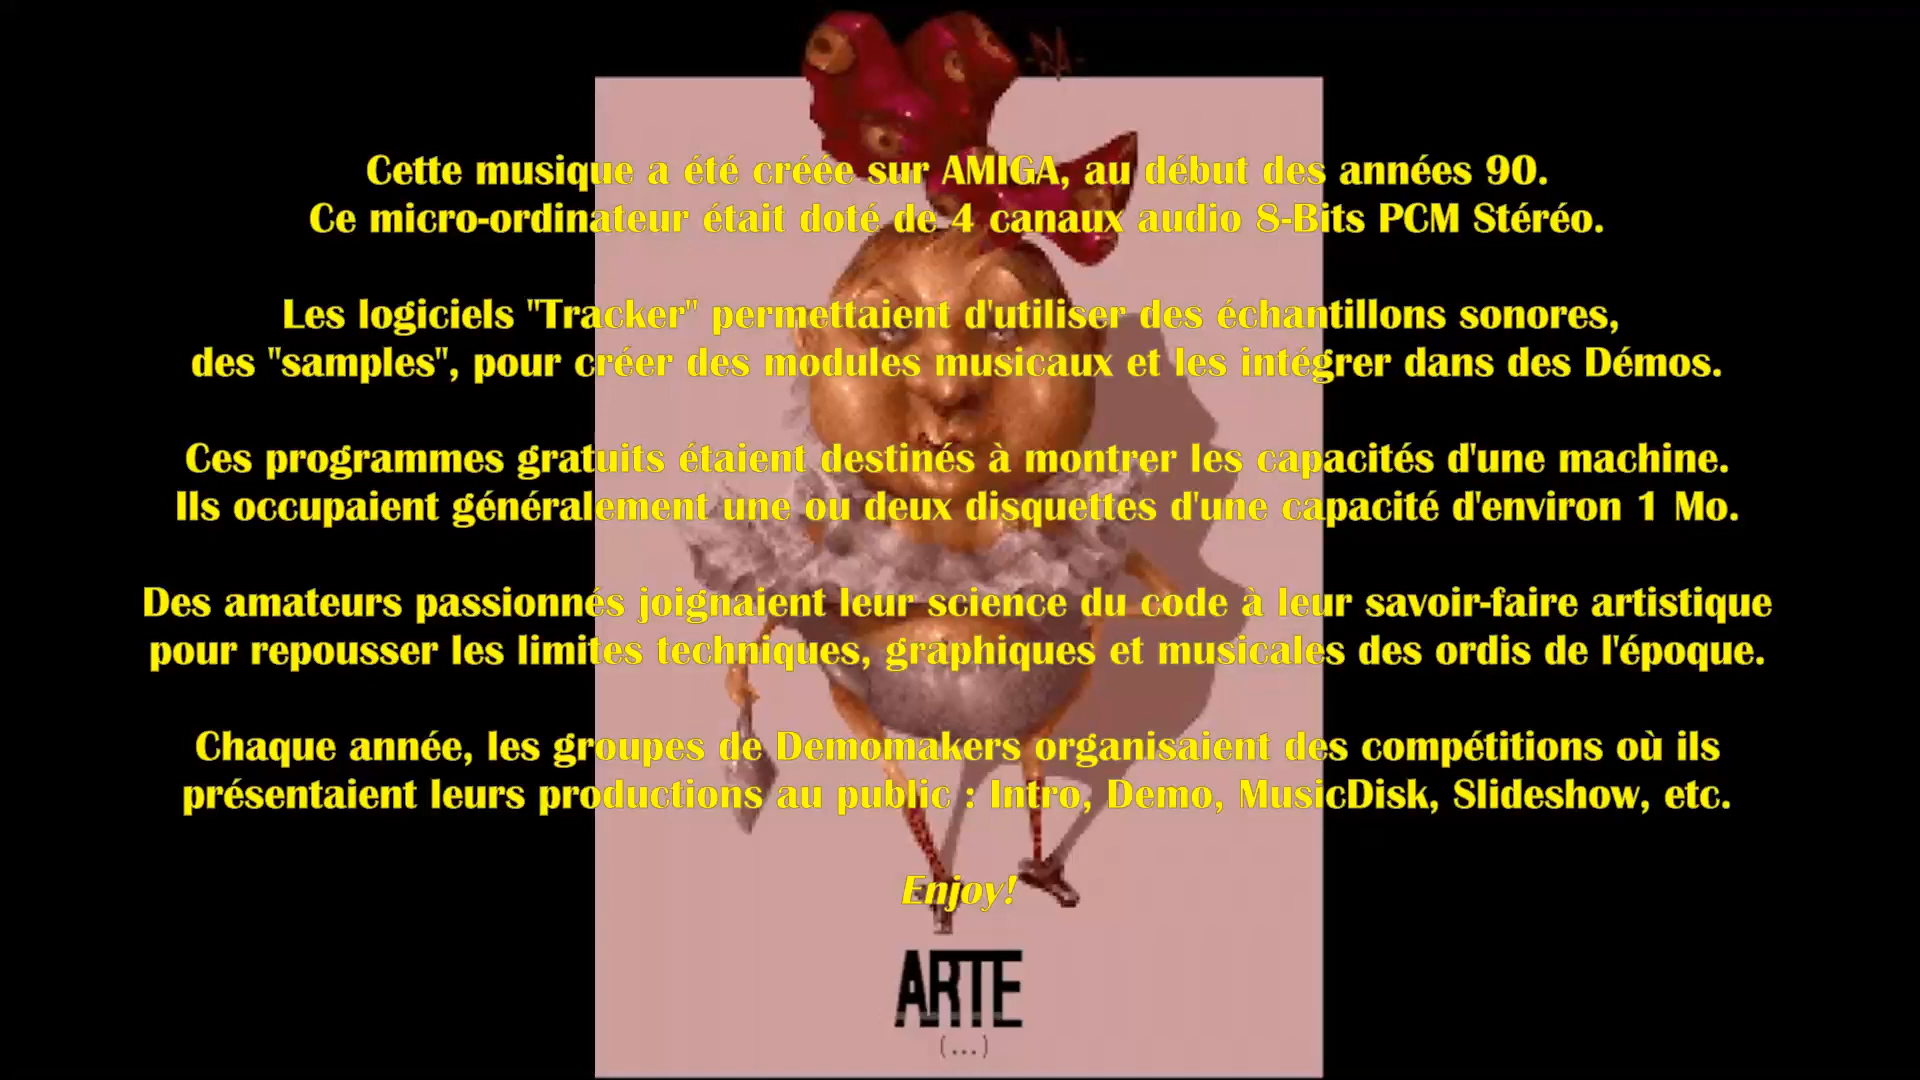 Cette musique a été créée sur AMIGA, au début des années 90.
Ce micro-ordinateur était doté de 4 canaux audio 8-Bits PCM Stéréo.
Les logiciels "Tracker" permettaient d'utiliser des échantillons sonores,
des "samples", pour créer des modules musicaux et les intégrer dans des Démos.
Ces programmes gratuits étaient destinés à montrer les capacités d'une machine.
Ils occupaient généralement une ou deux disquettes d'une capacité d'environ 1 Mo.
Des amateurs passionnés joignaient leur science du code à leur savoir-faire artistique
pour repousser les limites techniques, graphiques et musicales des ordis de l'époque.
Chaque année, les groupes de Demomakers organisaient des compétitions où ils
présentaient leurs productions au public : Intro, Demo, MusicDisk, Slideshow, etc.
Enjoy!
ARTE
(...)